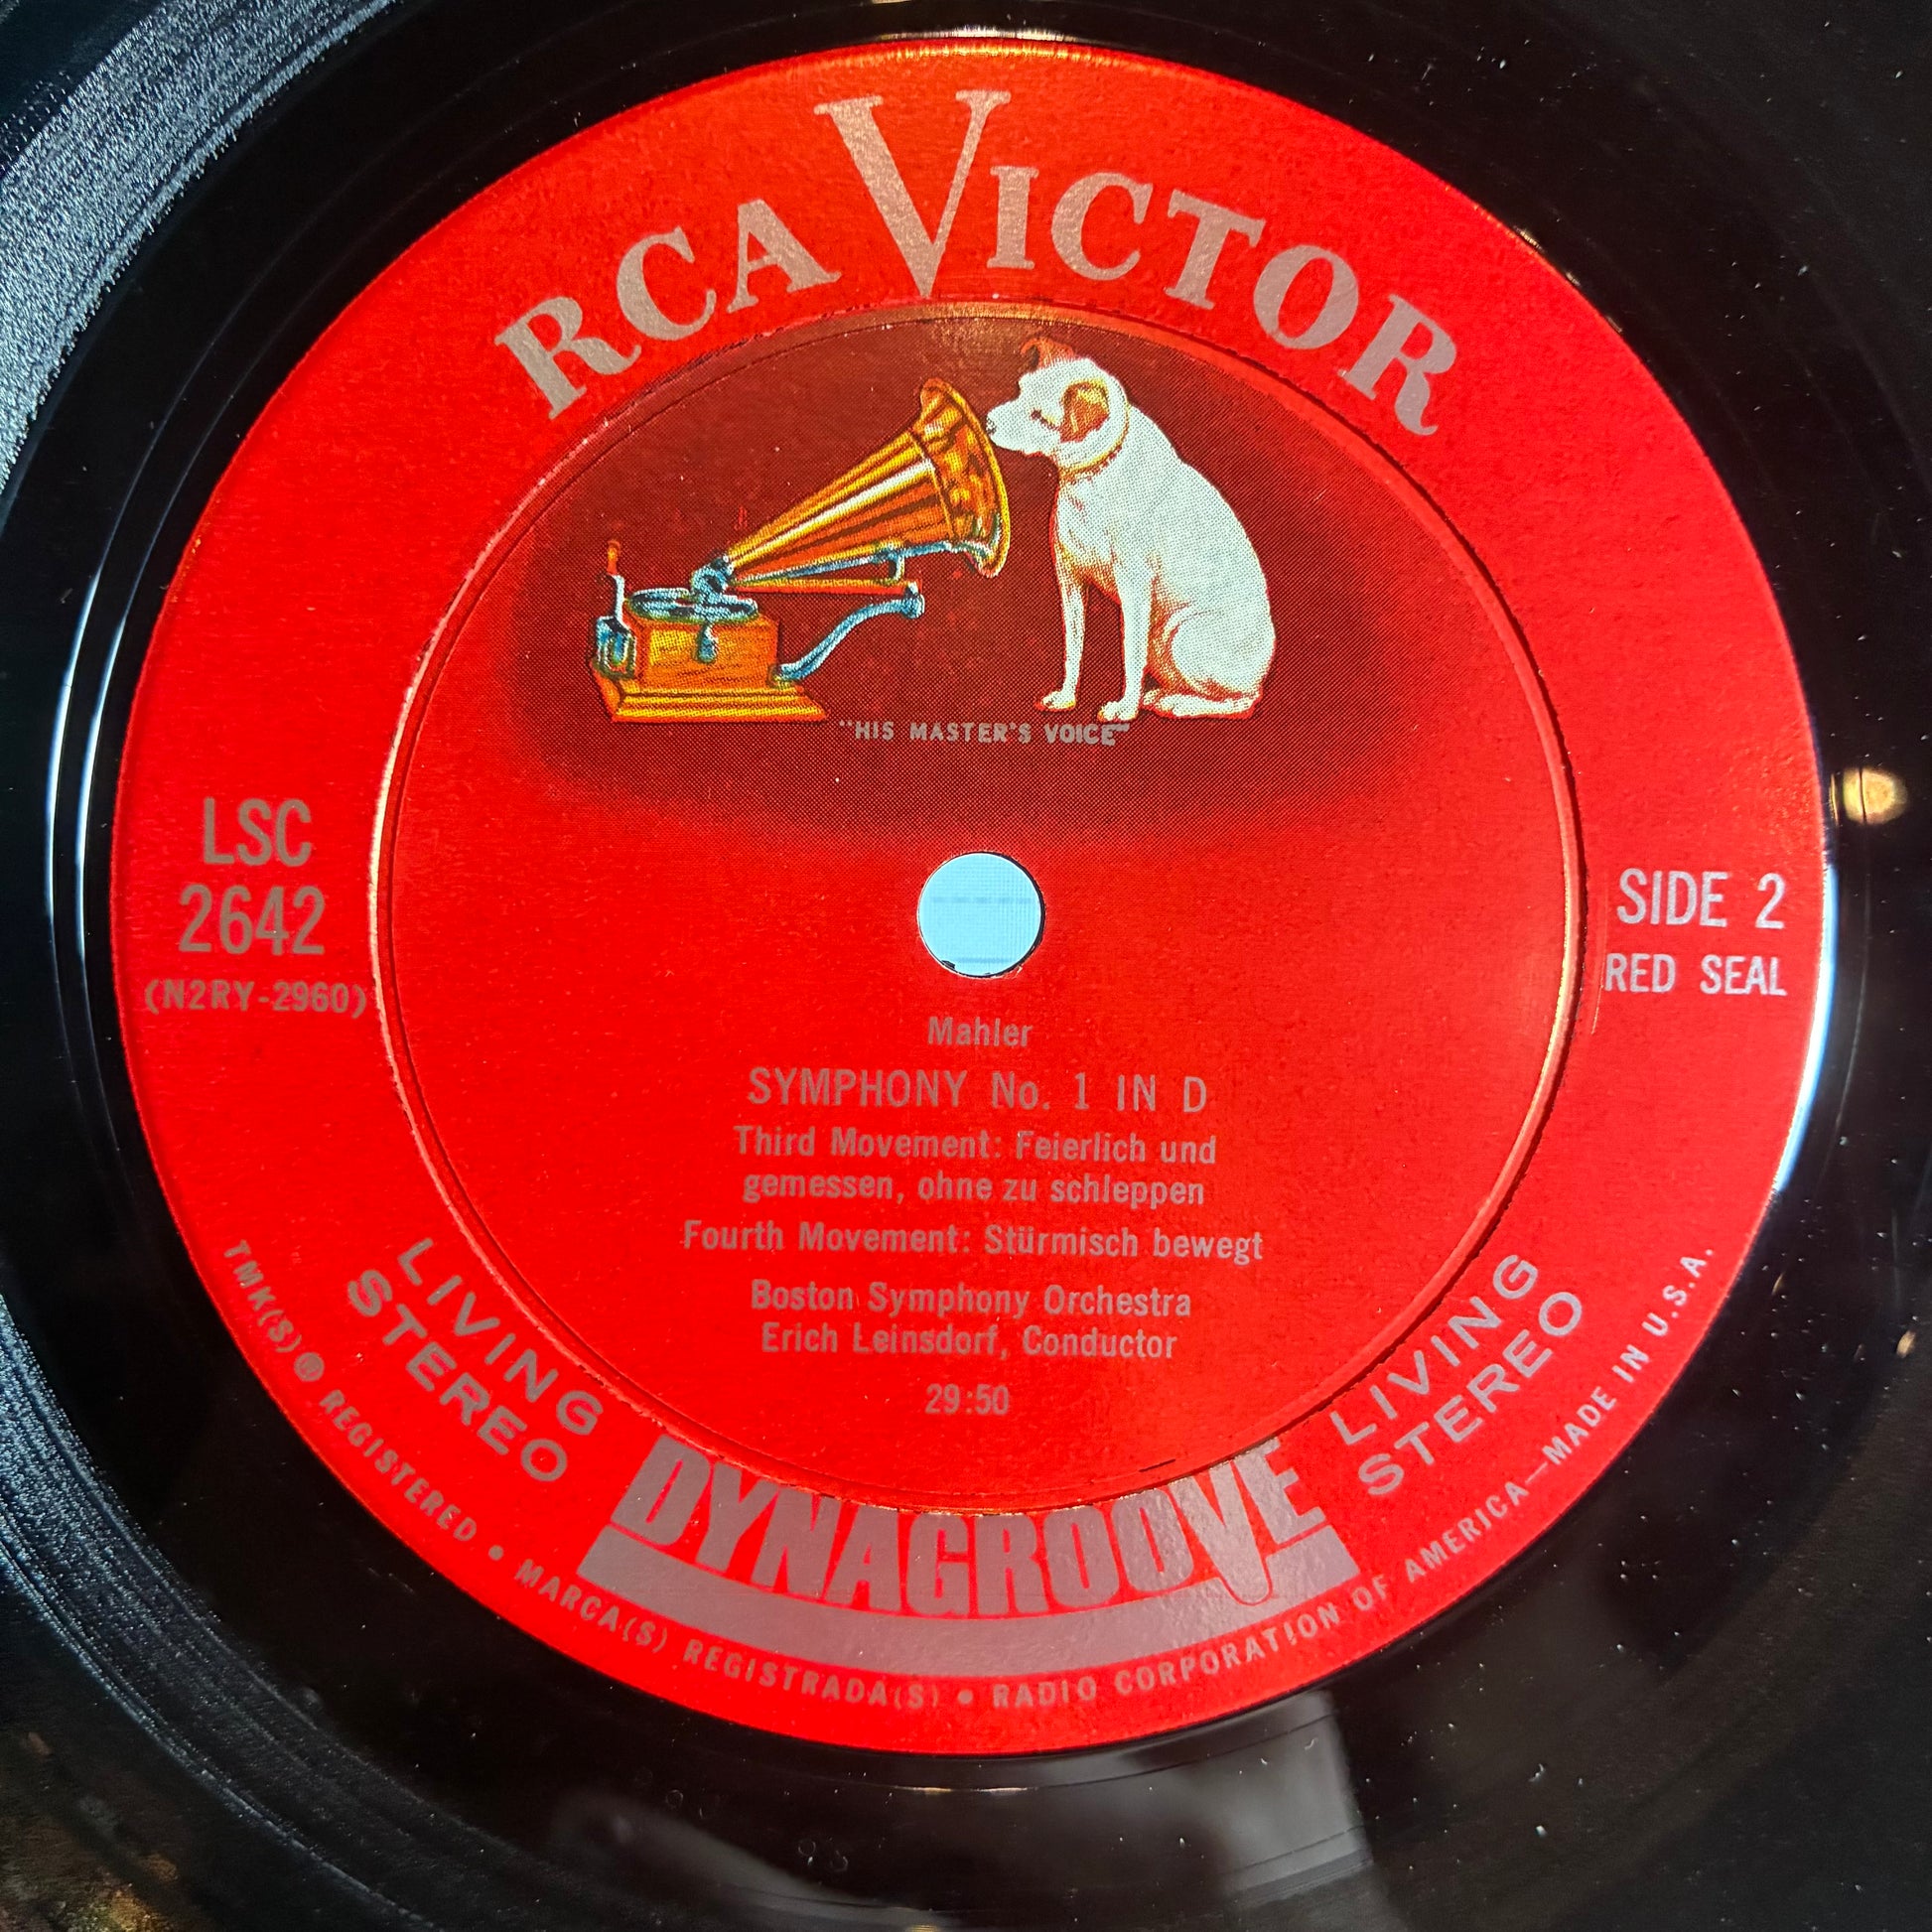 RCA VICTOR
"HIS MASTER'S VOICE"
LSC
2642
(N2RY-2960)
SIDE 2
RED SEAL
Mahler
SYMPHONY No. 1 IN D
Third Movement: Feierlich und
gemessen, ohne zu schleppen
Fourth Movement: Stürmisch bewegt
Boston Symphony Orchestra
Erich Leinsdorf, Conductor
29:50
LIVING
STEREO
DYNAGROOVE
LIVING
STEREO
TMK(S) ® REGISTERED • MARCA(S) REGISTRADA(S) • RADIO CORPORATION OF AMERICA—MADE IN U.S.A.